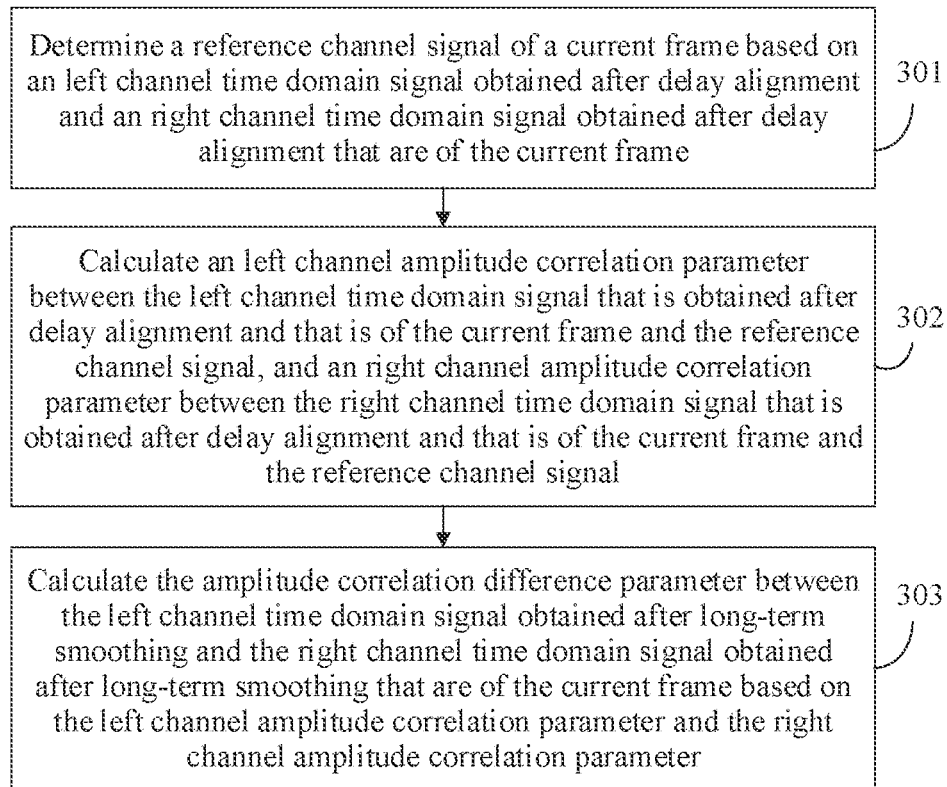 Determine a reference channel signal of a current frame based on
an left channel time domain signal obtained after delay alignment
and an right channel time domain signal obtained after delay
alignment that are of the current frame
301
Calculate an left channel amplitude correlation parameter
between the left channel time domain signal that is obtained after
delay alignment and that is of the current frame and the reference
channel signal, and an right channel amplitude correlation
parameter between the right channel time domain signal that is
obtained after delay alignment and that is of the current frame and
the reference channel signal
302
Calculate the amplitude correlation difference parameter between
the left channel time domain signal obtained after long-term
smoothing and the right channel time domain signal obtained
after long-term smoothing that are of the current frame based on
the left channel amplitude correlation parameter and the right
channel amplitude correlation parameter
303